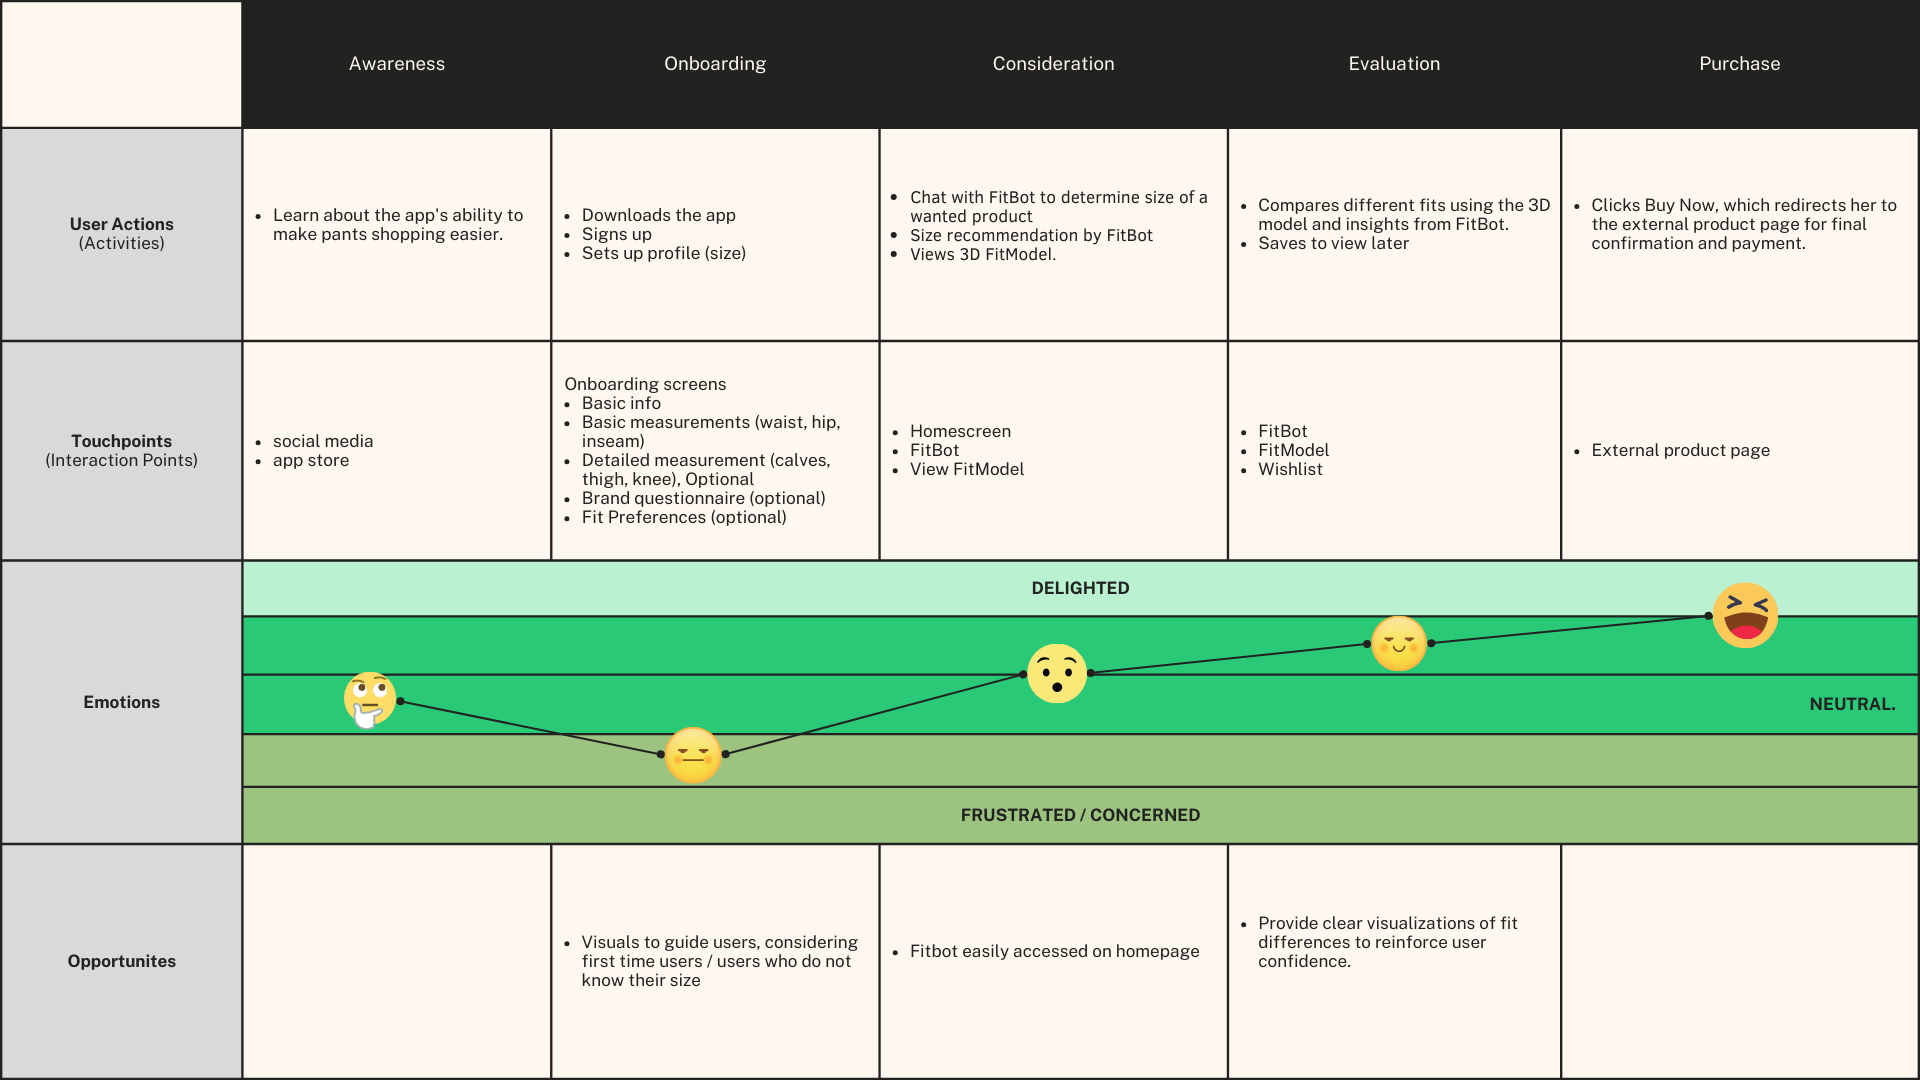 Awareness
Onboarding
Consideration
Evaluation
Purchase
User Actions
(Activities)
Learn about the app's ability to
make pants shopping easier.
Downloads the app
Signs up
Sets up profile (size)
Chat with FitBot to determine size of a
wanted product
Size recommendation by FitBot
Views 3D FitModel.
Compares different fits using the 3D
model and insights from FitBot.
Saves to view later
Clicks Buy Now, which redirects her to
the external product page for final
confirmation and payment.
Touchpoints
(Interaction Points)
social media
app store
Onboarding screens
Basic info
Basic measurements (waist, hip,
inseam)
Detailed measurement (calves,
thigh, knee), Optional
Brand questionnaire (optional)
Fit Preferences (optional)
Homescreen
FitBot
View FitModel
FitBot
FitModel
Wishlist
External product page
Emotions
DELIGHTED
NEUTRAL.
FRUSTRATED / CONCERNED
Opportunites
Visuals to guide users, considering
first time users / users who do not
know their size
Fitbot easily accessed on homepage
Provide clear visualizations of fit
differences to reinforce user
confidence.